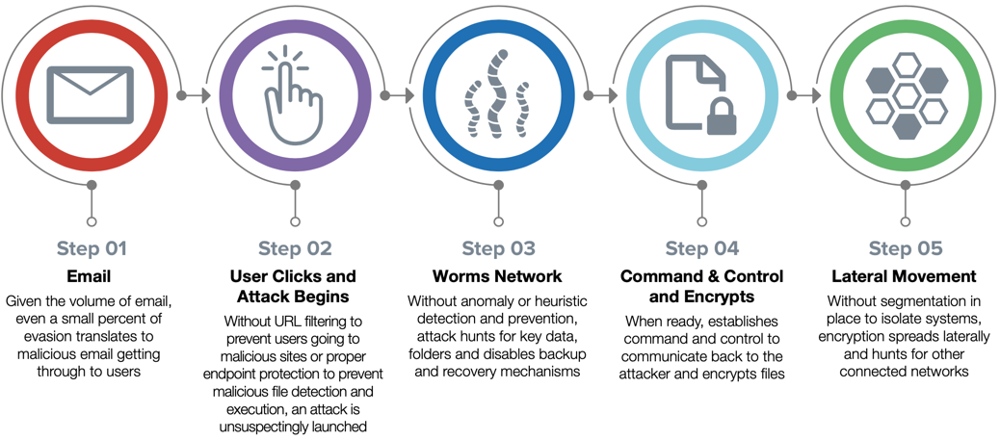 Step 01
Email
Given the volume of email,
even a small percent of
evasion translates to
malicious email getting
through to users
Step 02
User Clicks and
Attack Begins
Without URL filtering to
prevent users going to
malicious sites or proper
endpoint protection to prevent
malicious file detection and
execution, an attack is
unsuspectingly launched
Step 03
Worms Network
Without anomaly or heuristic
detection and prevention,
attack hunts for key data,
folders and disables backup
and recovery mechanisms
Step 04
Command & Control
and Encrypts
When ready, establishes
command and control to
communicate back to the
attacker and encrypts files
Step 05
Lateral Movement
Without segmentation in
place to isolate systems,
encryption spreads laterally
and hunts for other
connected networks